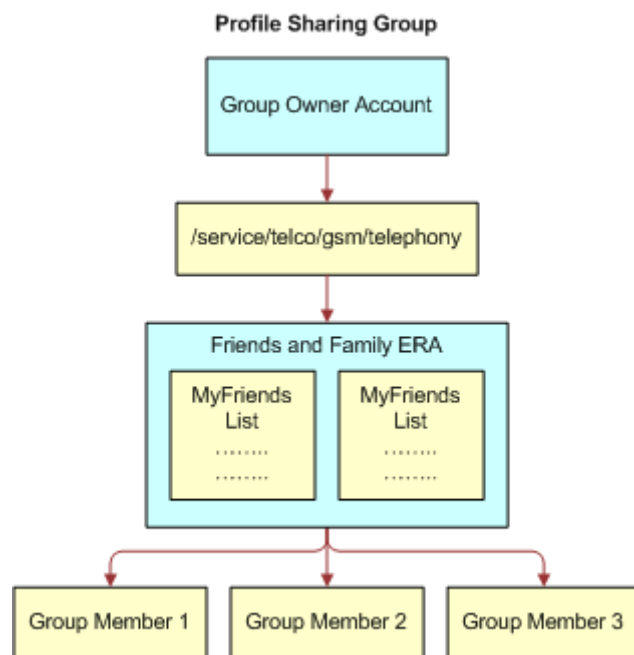 Profile Sharing Group
Group Owner Account
/service/telco/gsm/telephony
Friends and Family ERA
MyFriends
List
........
........
MyFriends
List
........
........
Group Member 1
Group Member 2
Group Member 3